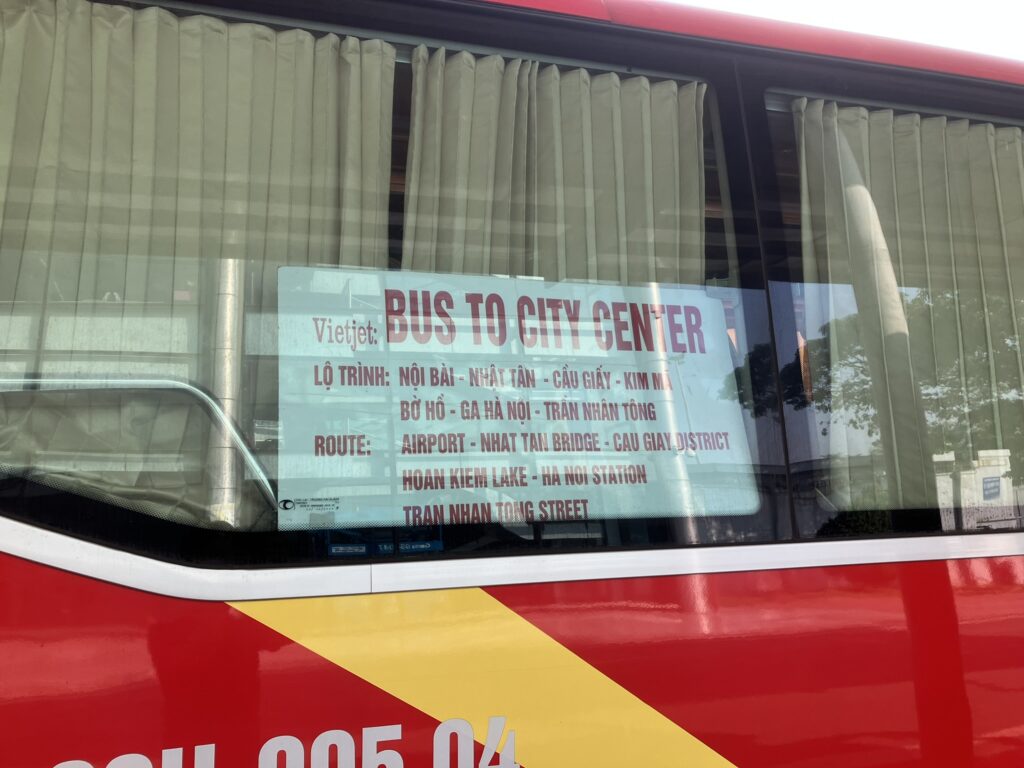 Vietjet: BUS TO CITY CENTER
LỘ TRÌNH: NỘI BÀI - NHẬT TÂN - CẦU GIẤY - KIM MÃ
BỜ HỒ - GA HÀ NỘI - TRẦN NHÂN TÔNG
ROUTE: AIRPORT - NHAT TAN BRIDGE - CAU GIAY DISTRICT
HOAN KIEM LAKE - HA NOI STATION
TRAN NHAN TONG STREET
005.04